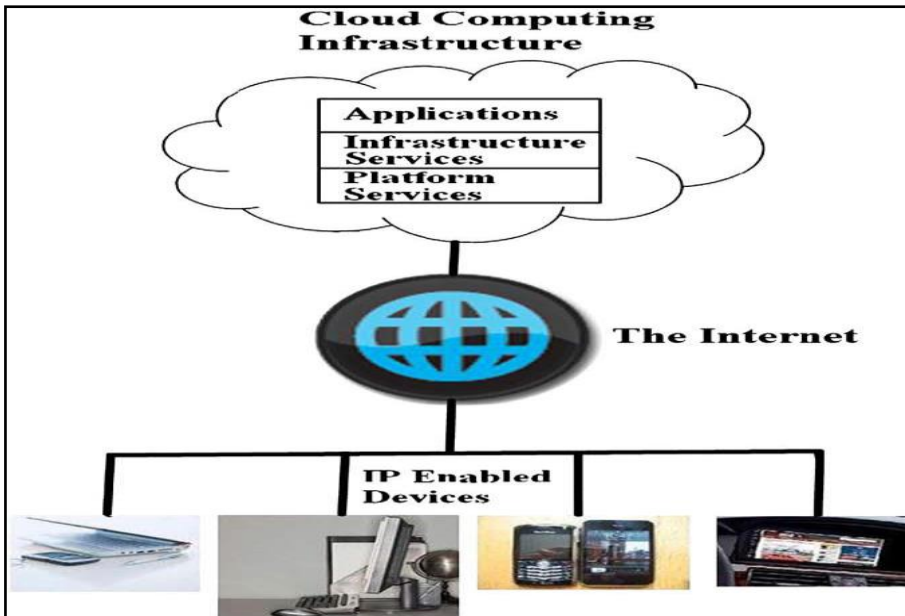 Cloud Computing
Infrastructure
Applications
Infrastructure
Services
Platform
Services
The Internet
IP Enabled
Devices